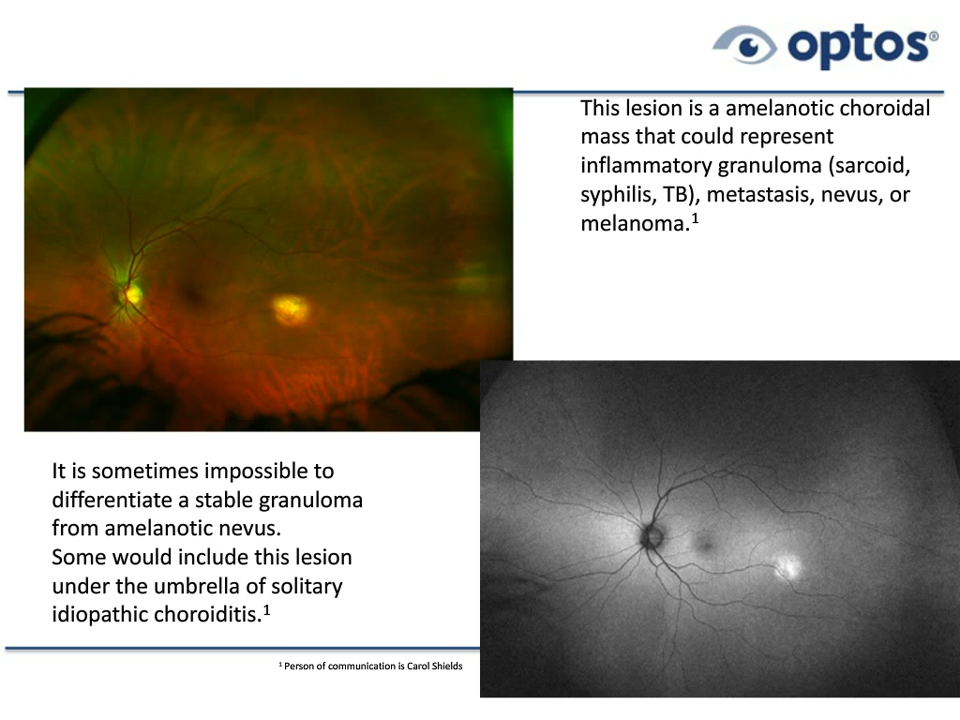 optos®
This lesion is a amelanotic choroidal
mass that could represent
inflammatory granuloma (sarcoid,
syphilis, TB), metastasis, nevus, or
melanoma.¹
It is sometimes impossible to
differentiate a stable granuloma
from amelanotic nevus.
Some would include this lesion
under the umbrella of solitary
idiopathic choroiditis.¹
¹ Person of communication is Carol Shields